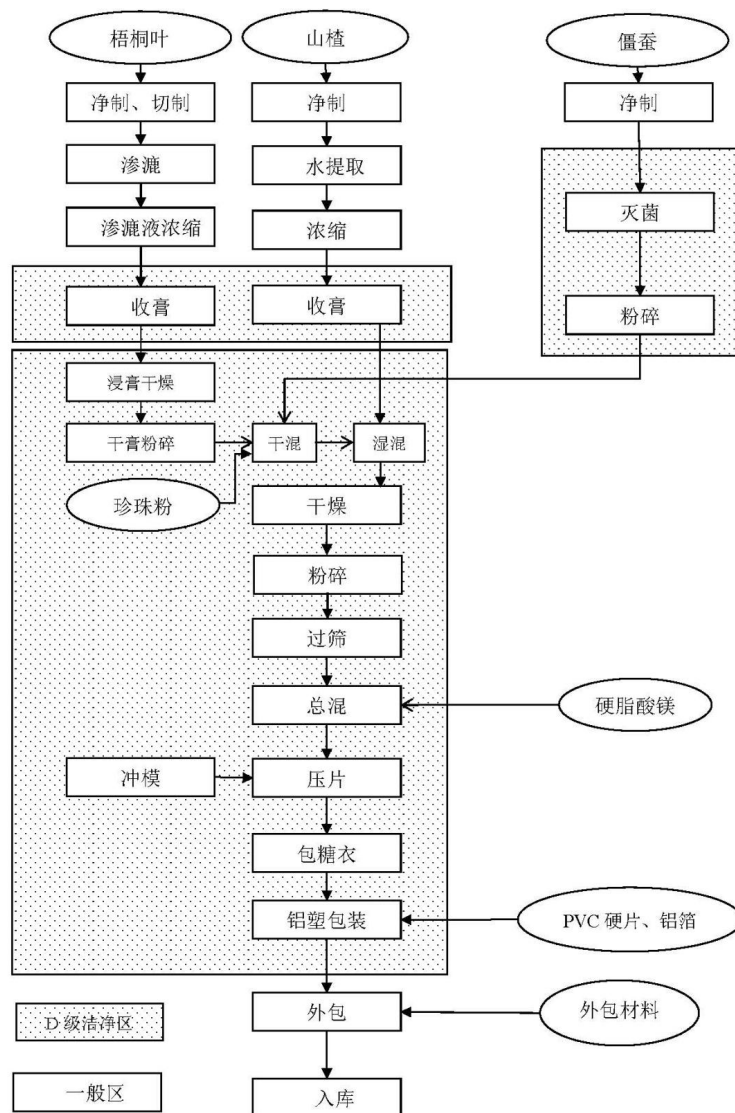 梧桐叶
山楂
僵蚕
净制、切制
净制
净制
渗漉
水提取
灭菌
渗漉液浓缩
浓缩
收膏
收膏
粉碎
浸膏干燥
干膏粉碎
干混
湿混
珍珠粉
干燥
粉碎
过筛
总混
硬脂酸镁
冲模
压片
包糖衣
铝塑包装
PVC 硬片、铝箔
D 级洁净区
外包
外包材料
一般区
入库